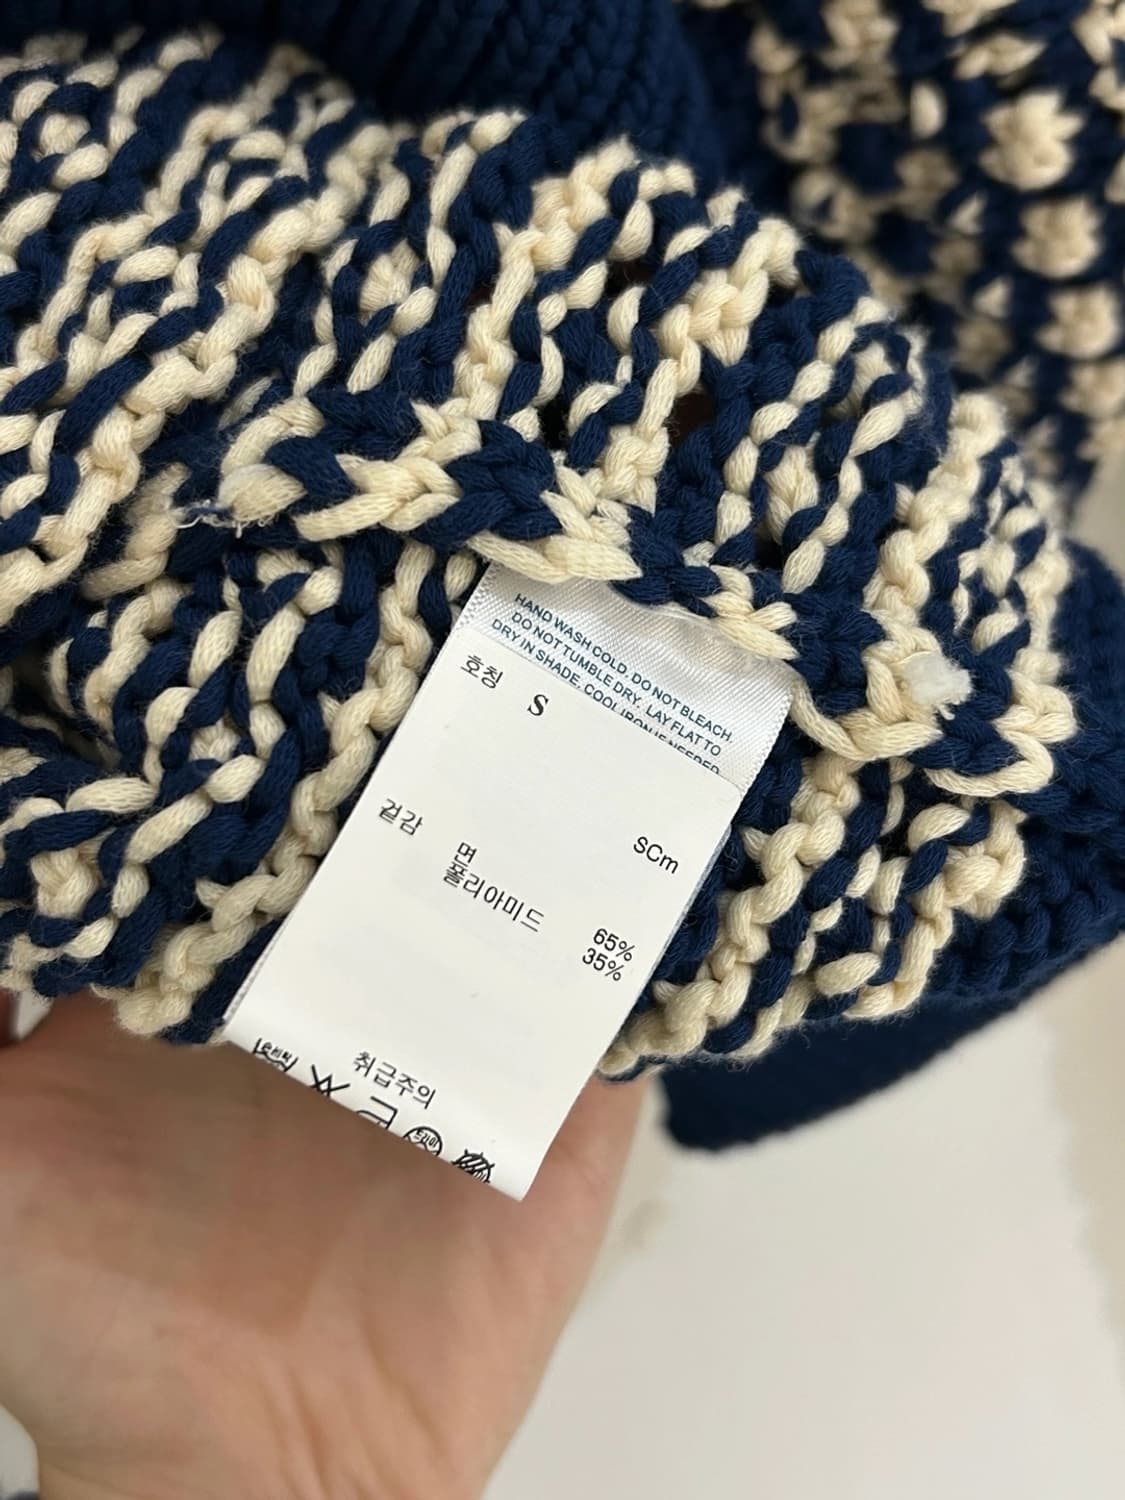 HAND WASH COLD. DO NOT BLEACH.
DO NOT TUMBLE DRY. LAY FLAT TO
DRY IN SHADE. COOL IRON IF NEEDED
호칭
S
SCm
겉감
면 65%
폴리아미드 35%
취급주의